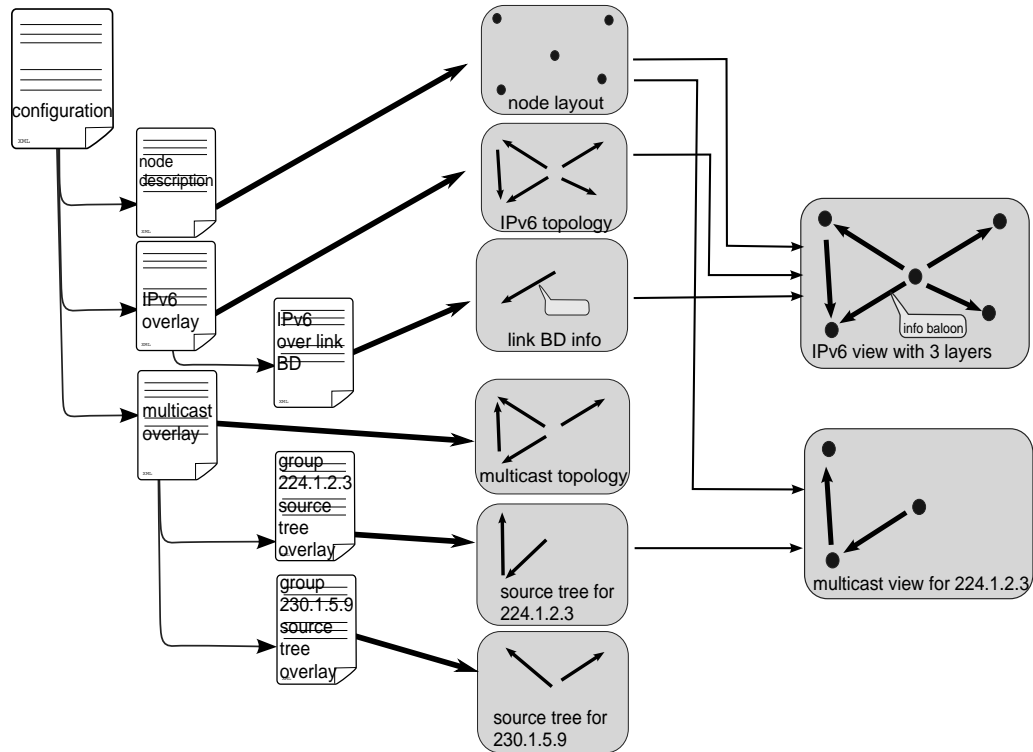 configuration
XML
node
description
XML
IPv6
overlay
XML
IPv6
over link
BD
XML
multicast
overlay
XML
group
224.1.2.3
source
tree
overlay
group
230.1.5.9
source
tree
overlay
XML
node layout
IPv6 topology
link BD info
multicast topology
source tree for
224.1.2.3
source tree for
230.1.5.9
info baloon
IPv6 view with 3 layers
multicast view for 224.1.2.3